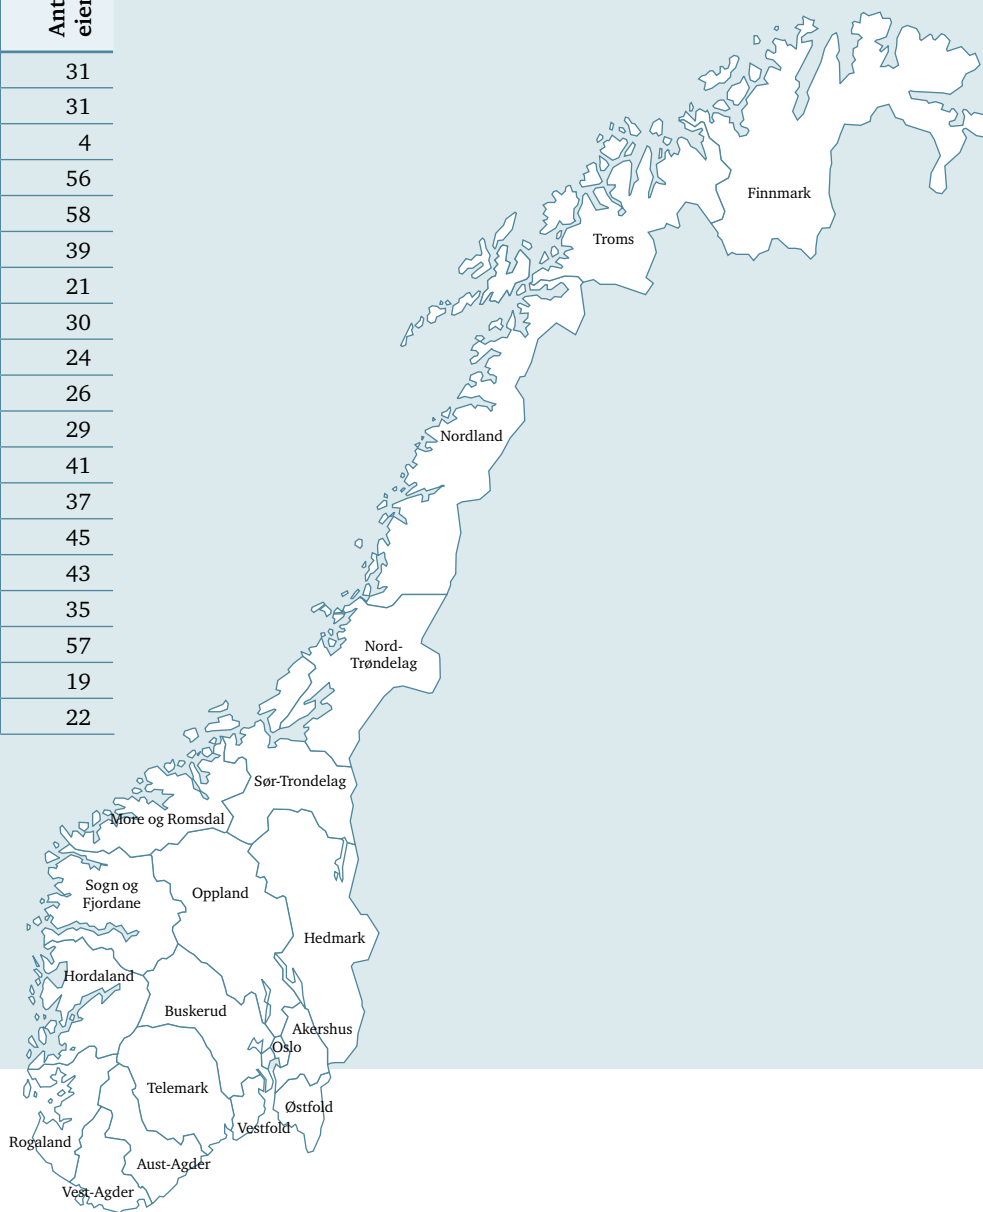 Ant
eier
31
31
4
56
58
39
21
30
24
26
29
41
37
45
43
35
57
19
22
Finnmark
Troms
Nordland
Nord-
Trøndelag
Sør-Trondelag
More og Romsdal
Sogn og
Fjordane
Oppland
Hedmark
Hordaland
Buskerud
Akershus
Oslo
Telemark
Østfold
Vestfold
Rogaland
Aust-Agder
Vest-Agder